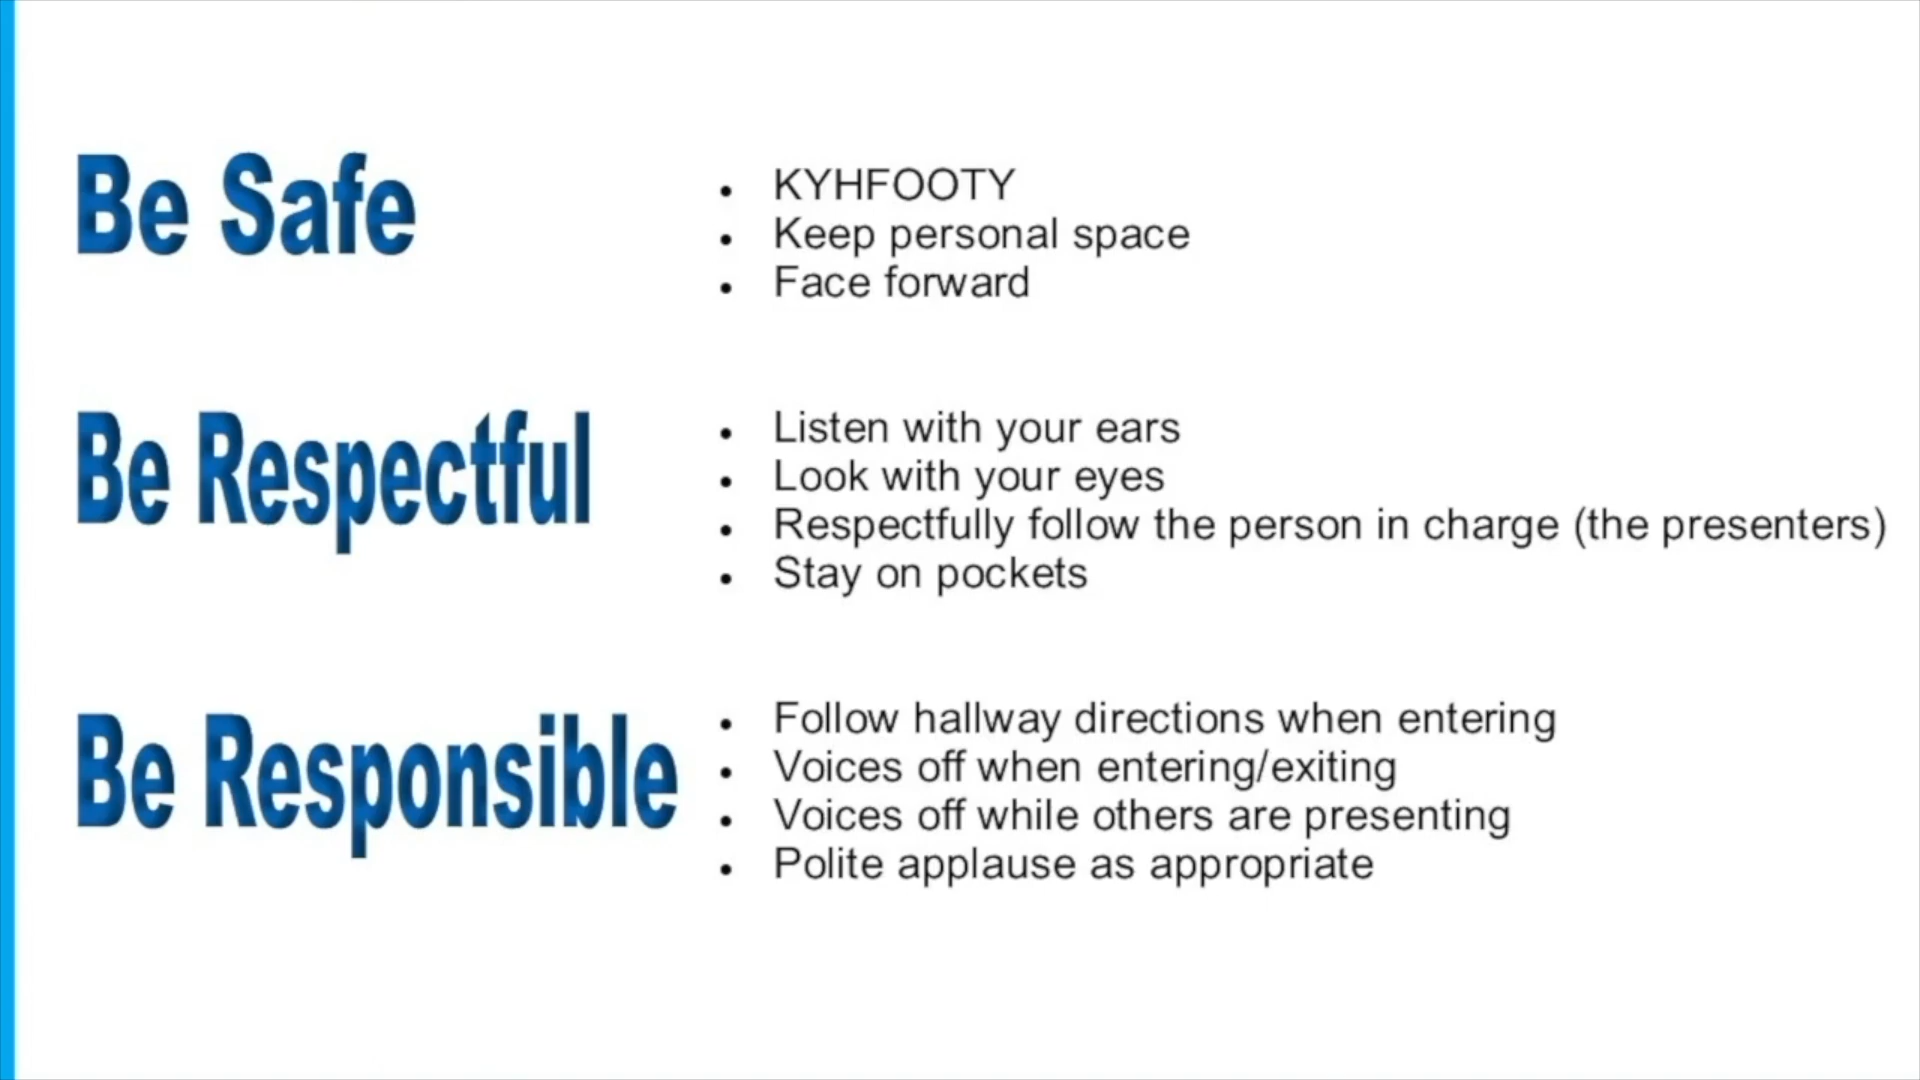 Be Safe
KYHFOOTY
Keep personal space
Face forward
Be Respectful
Listen with your ears
Look with your eyes
Respectfully follow the person in charge (the presenters)
Stay on pockets
Be Responsible
Follow hallway directions when entering
Voices off when entering/exiting
Voices off while others are presenting
Polite applause as appropriate